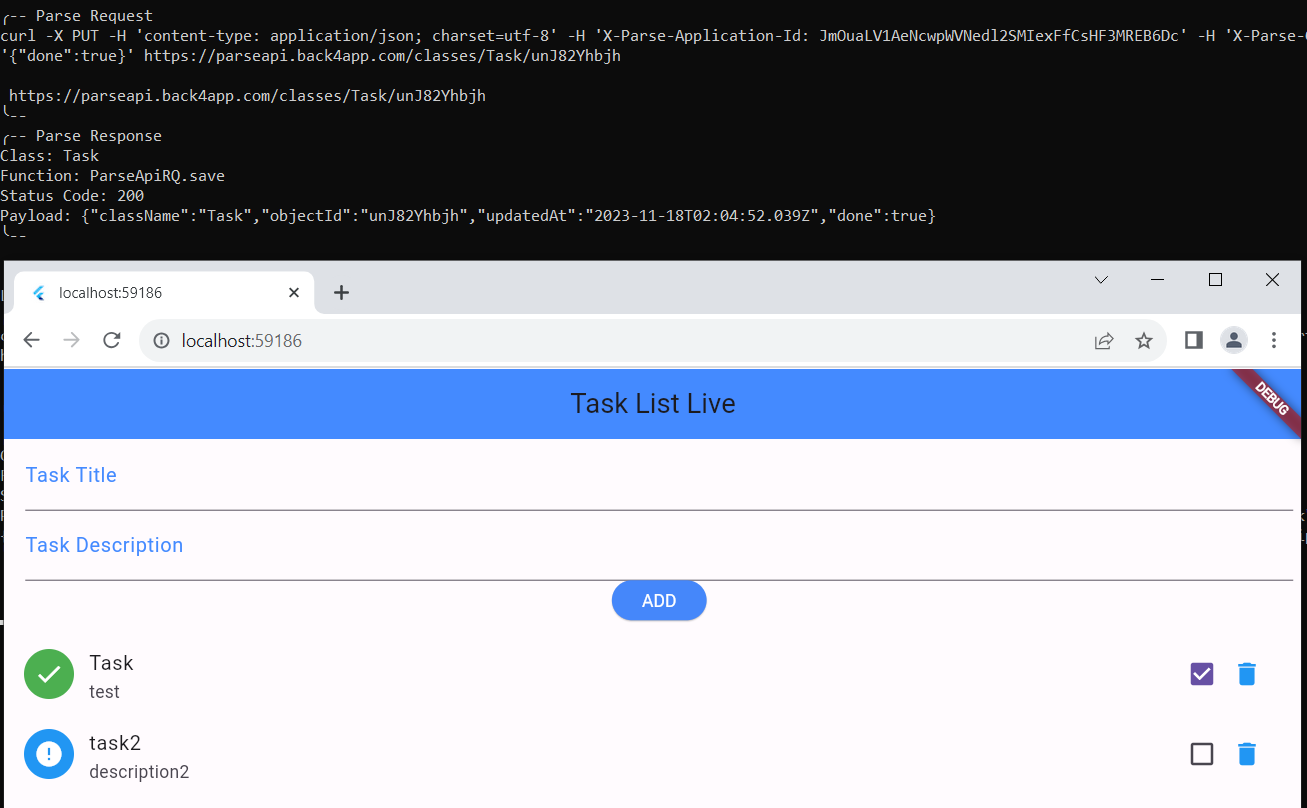 -- Parse Request
curl -X PUT -H 'content-type: application/json; charset=utf-8' -H 'X-Parse-Application-Id: JmOuaLV1AeNcwpWVNedl2SMIexFfCsHF3MREB6Dc' -H 'X-Parse-
'{"done":true}' https://parseapi.back4app.com/classes/Task/unJ82Yhbjh
https://parseapi.back4app.com/classes/Task/unJ82Yhbjh
--
-- Parse Response
Class: Task
Function: ParseApiRQ.save
Status Code: 200
Payload: {"className":"Task","objectId":"unJ82Yhbjh","updatedAt":"2023-11-18T02:04:52.039Z","done":true}
--
localhost:59186
localhost:59186
Task List Live
DEBUG
Task Title
Task Description
ADD
Task
test
task2
description2